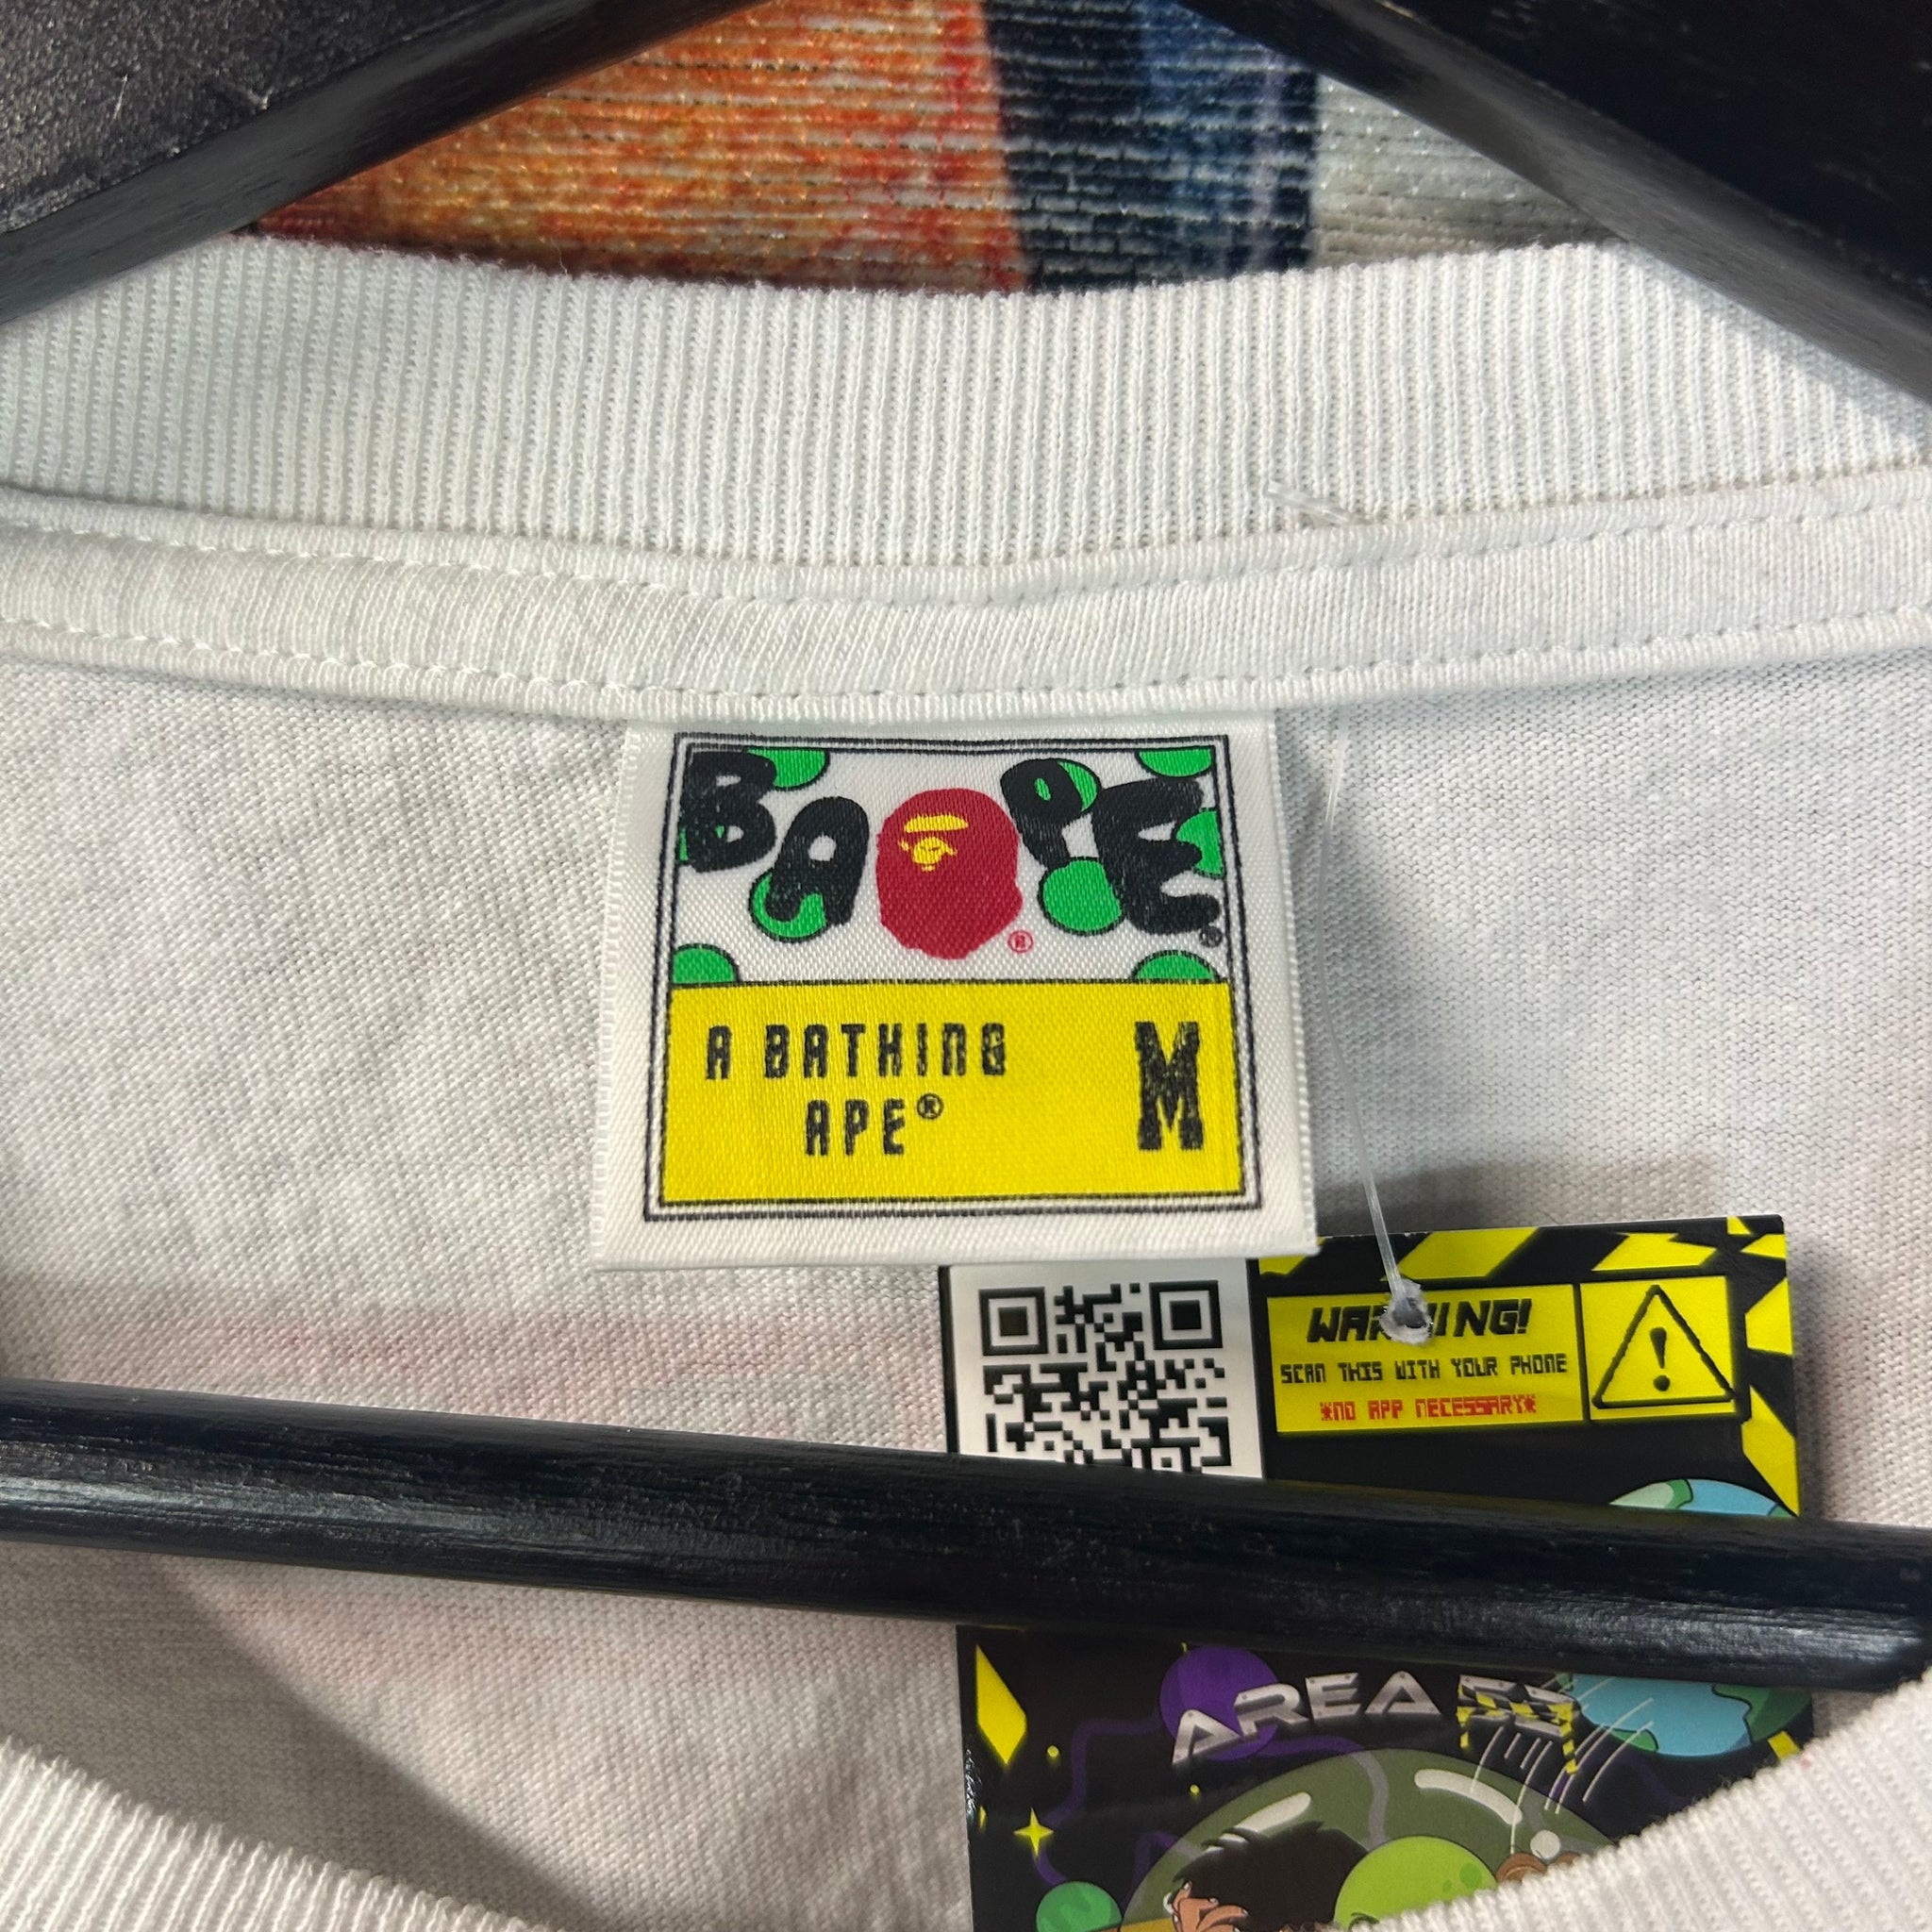 BAPE®
®
A BATHING
APE®
M
WARNING!
SCAN THIS WITH YOUR PHONE
*NO APP NECESSARY*
AREA